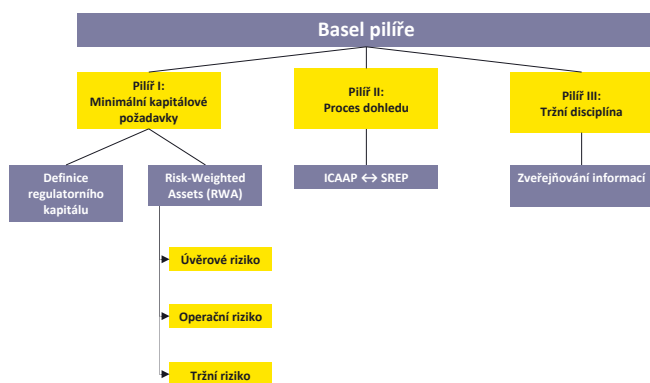 Basel pilíře
Pilíř I:
Minimální kapitálové
požadavky
Pilíř II:
Proces dohledu
Pilíř III:
Tržní disciplína
Definice
regulatorního
kapitálu
Risk-Weighted
Assets (RWA)
ICAAP ↔ SREP
Zveřejňování informací
Úvěrové riziko
Operační riziko
Tržní riziko